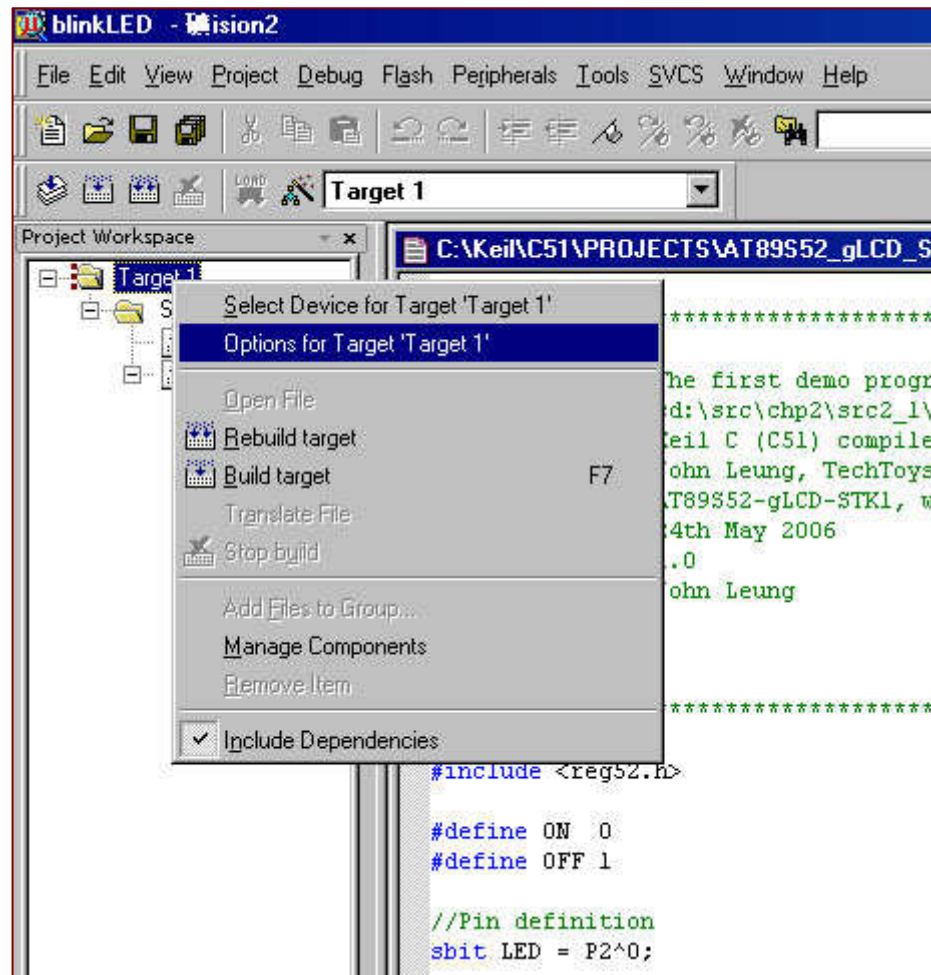 blinkLED - µVision2
File Edit View Project Debug Flash Peripherals Tools SVCS Window Help
LOAD
Target 1
Project Workspace
C:\Keil\C51\PROJECTS\AT89S52_gLCD_S
Target 1
S
Select Device for Target 'Target 1'
Options for Target 'Target 1'
Open File
Rebuild target
Build target F7
Translate File
Stop build
Add Files to Group...
Manage Components
Remove Item
Include Dependencies
*******************
he first demo progr
d:\src\chp2\src2_1\
eil C (C51) compile
ohn Leung, TechToys
T89S52-gLCD-STK1, w
4th May 2006
.0
ohn Leung
*******************
#include <reg52.h>
#define ON 0
#define OFF 1
//Pin definition
sbit LED = P2^0;